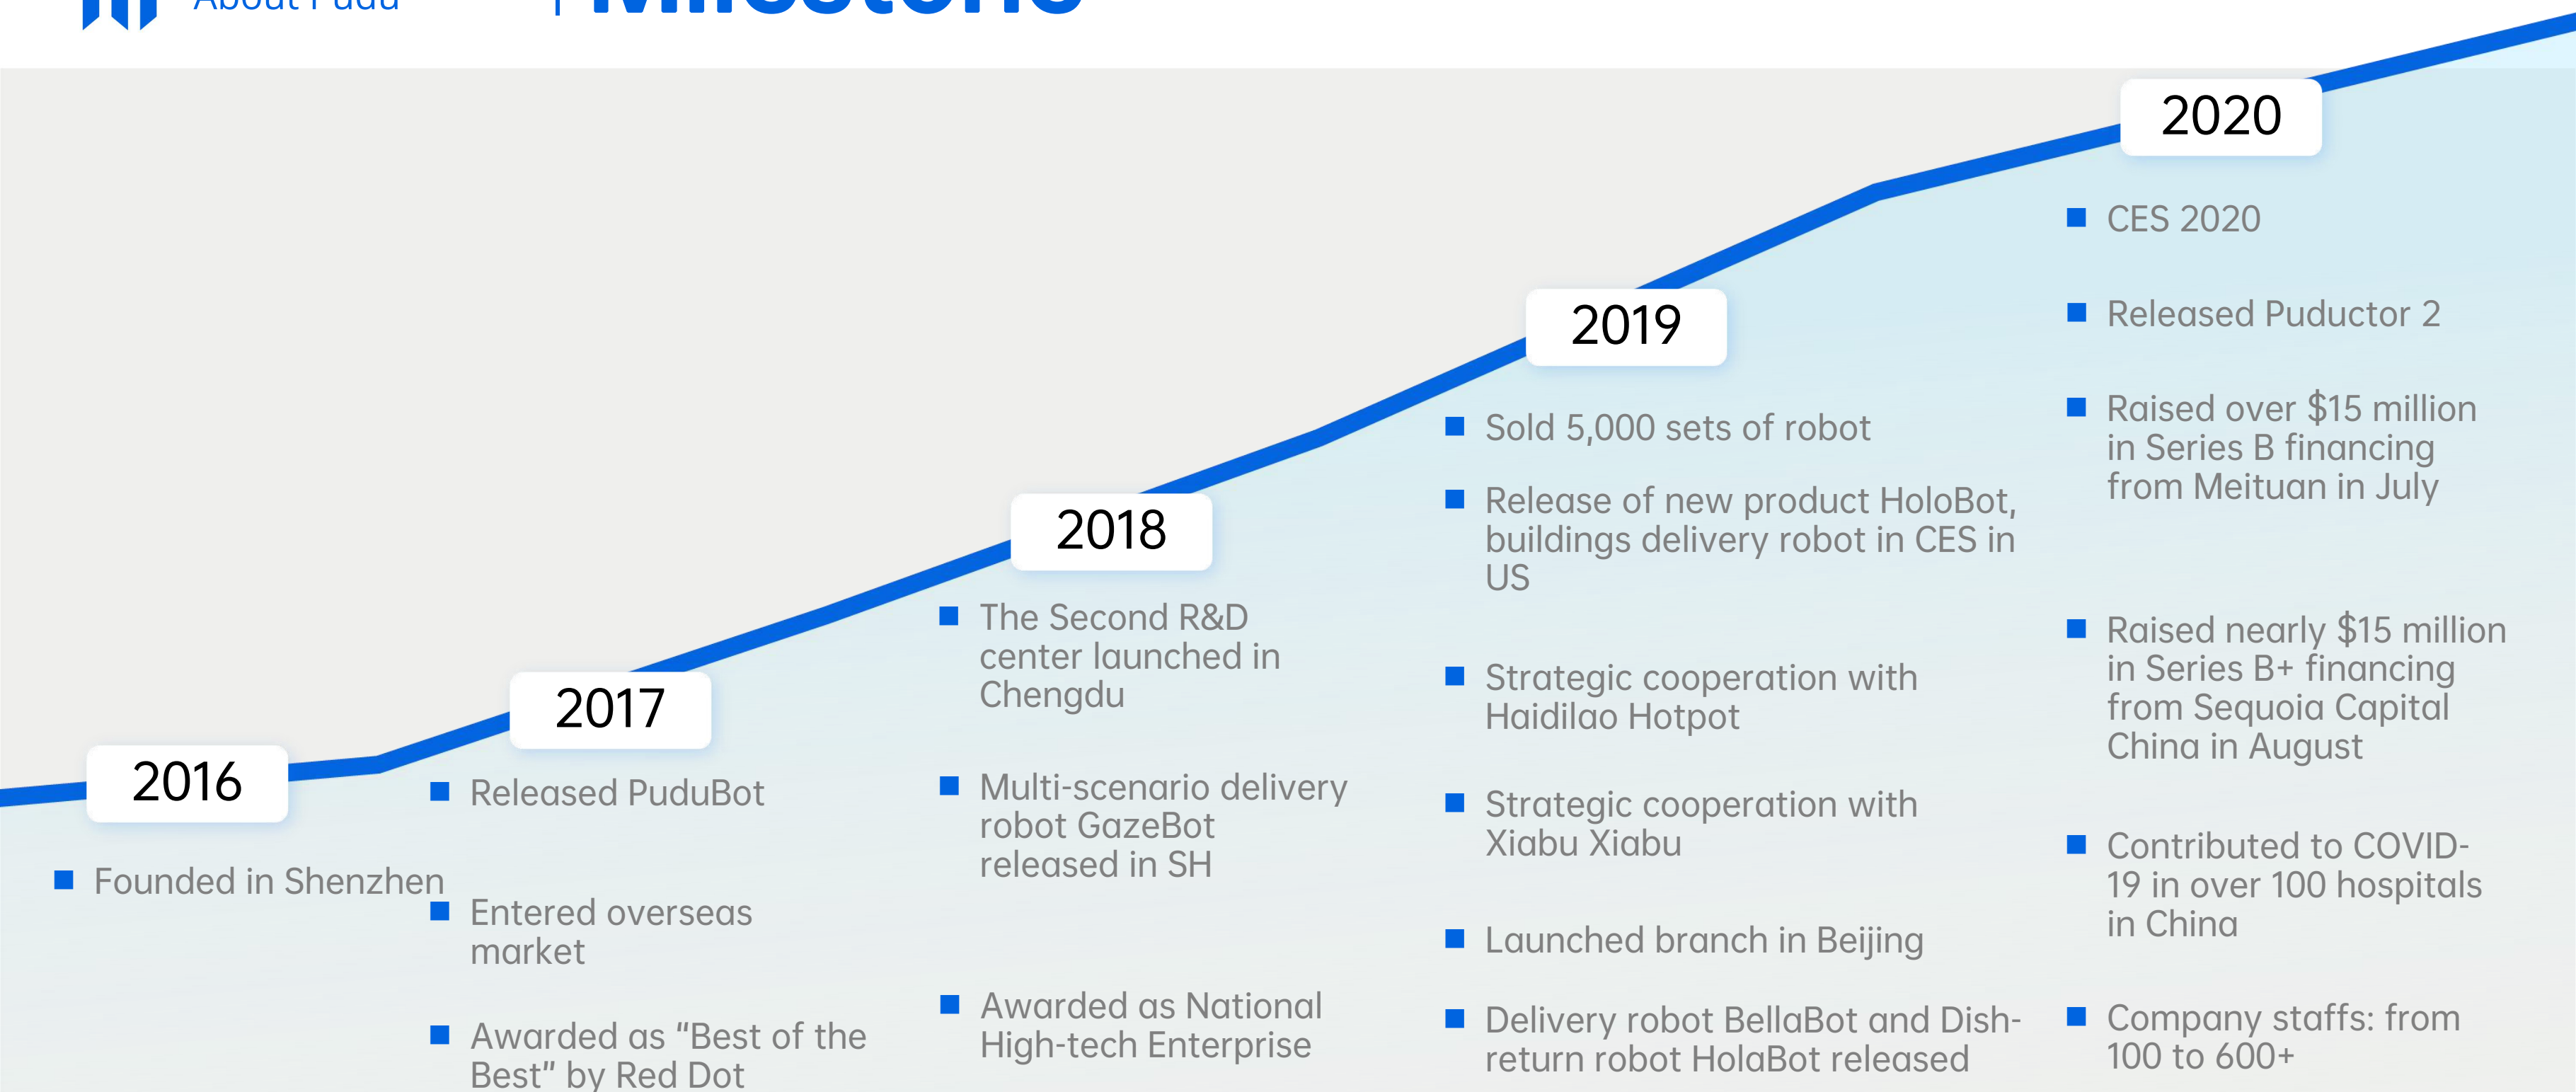 About Pudu
Milestone
2016
Founded in Shenzhen
2017
Released PuduBot
Entered overseas
market
Awarded as “Best of the
Best” by Red Dot
2018
The Second R&D
center launched in
Chengdu
Multi-scenario delivery
robot GazeBot
released in SH
Awarded as National
High-tech Enterprise
2019
Sold 5,000 sets of robot
Release of new product HoloBot,
buildings delivery robot in CES in
US
Strategic cooperation with
Haidilao Hotpot
Strategic cooperation with
Xiabu Xiabu
Launched branch in Beijing
Delivery robot BellaBot and Dish-
return robot HolaBot released
2020
CES 2020
Released Puductor 2
Raised over $15 million
in Series B financing
from Meituan in July
Raised nearly $15 million
in Series B+ financing
from Sequoia Capital
China in August
Contributed to COVID-
19 in over 100 hospitals
in China
Company staffs: from
100 to 600+